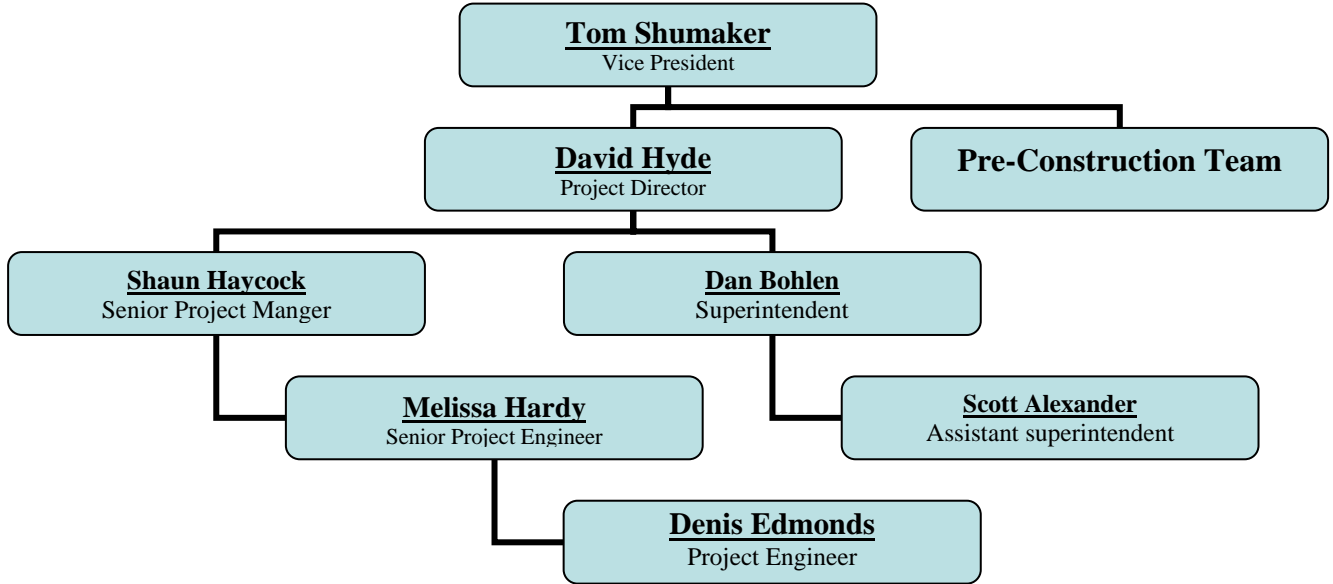 Tom Shumaker
Vice President
David Hyde
Project Director
Pre-Construction Team
Shaun Haycock
Senior Project Manger
Dan Bohlen
Superintendent
Melissa Hardy
Senior Project Engineer
Scott Alexander
Assistant superintendent
Denis Edmonds
Project Engineer